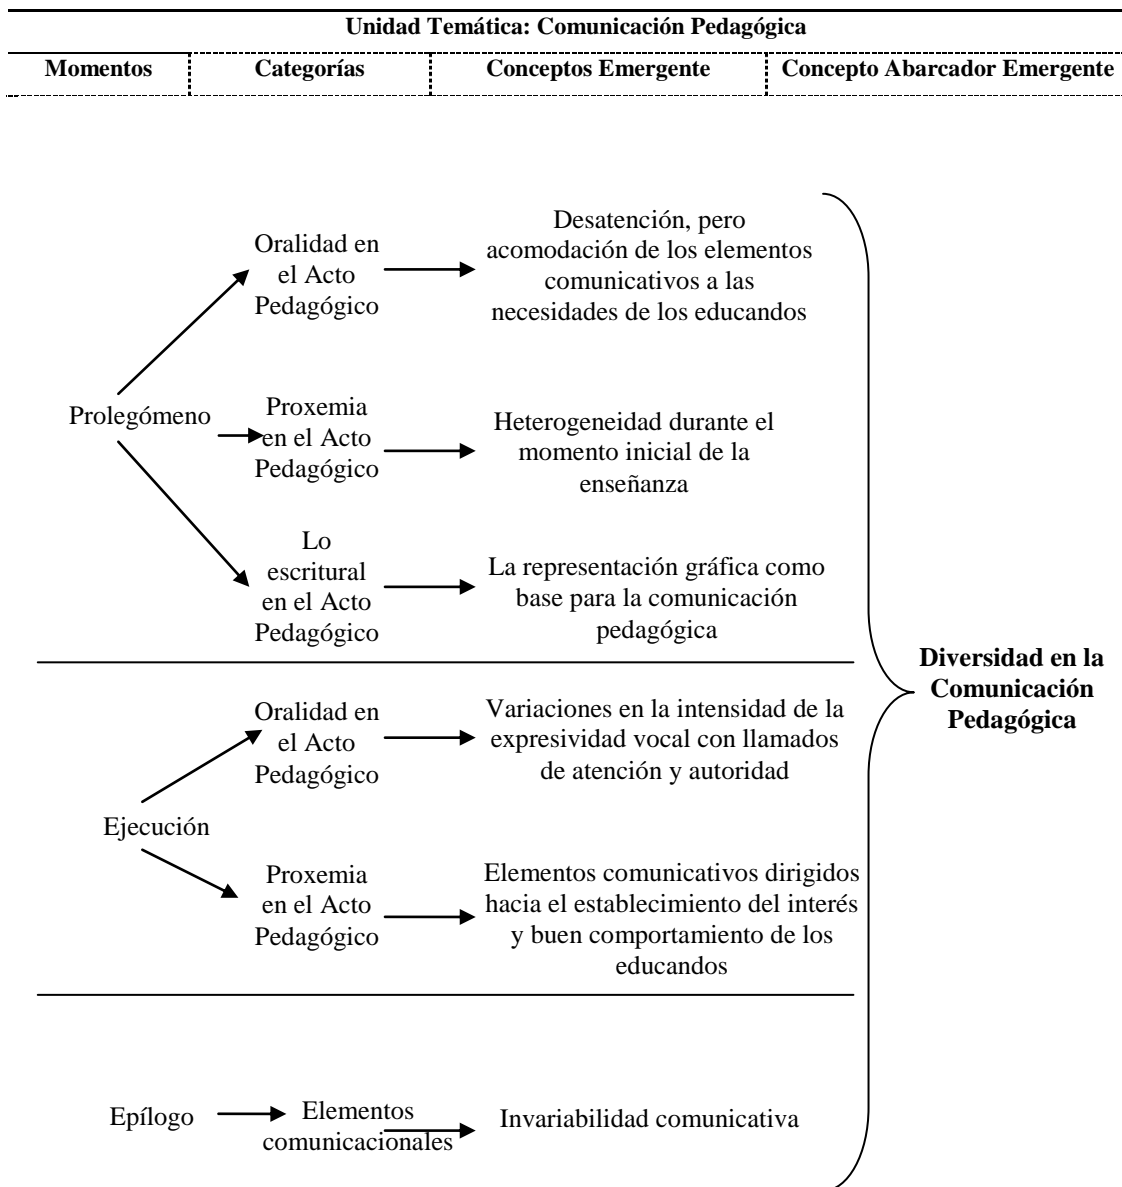 Unidad Temática: Comunicación Pedagógica
Momentos Categorías Conceptos Emergente Concepto Abarcador Emergente
Oralidad en
el Acto
Pedagógico
Desatención, pero
acomodación de los elementos
comunicativos a las
necesidades de los educandos
Prolegómeno
Proxemia
en el Acto
Pedagógico
Heterogeneidad durante el
momento inicial de la
enseñanza
Lo
escritural
en el Acto
Pedagógico
La representación gráfica como
base para la comunicación
pedagógica
Oralidad en
el Acto
Pedagógico
Variaciones en la intensidad de la
expresividad vocal con llamados
de atención y autoridad
Ejecución
Proxemia
en el Acto
Pedagógico
Elementos comunicativos dirigidos
hacia el establecimiento del interés
y buen comportamiento de los
educandos
Epílogo
Elementos
comunicacionales
Invariabilidad comunicativa
Diversidad en la
Comunicación
Pedagógica